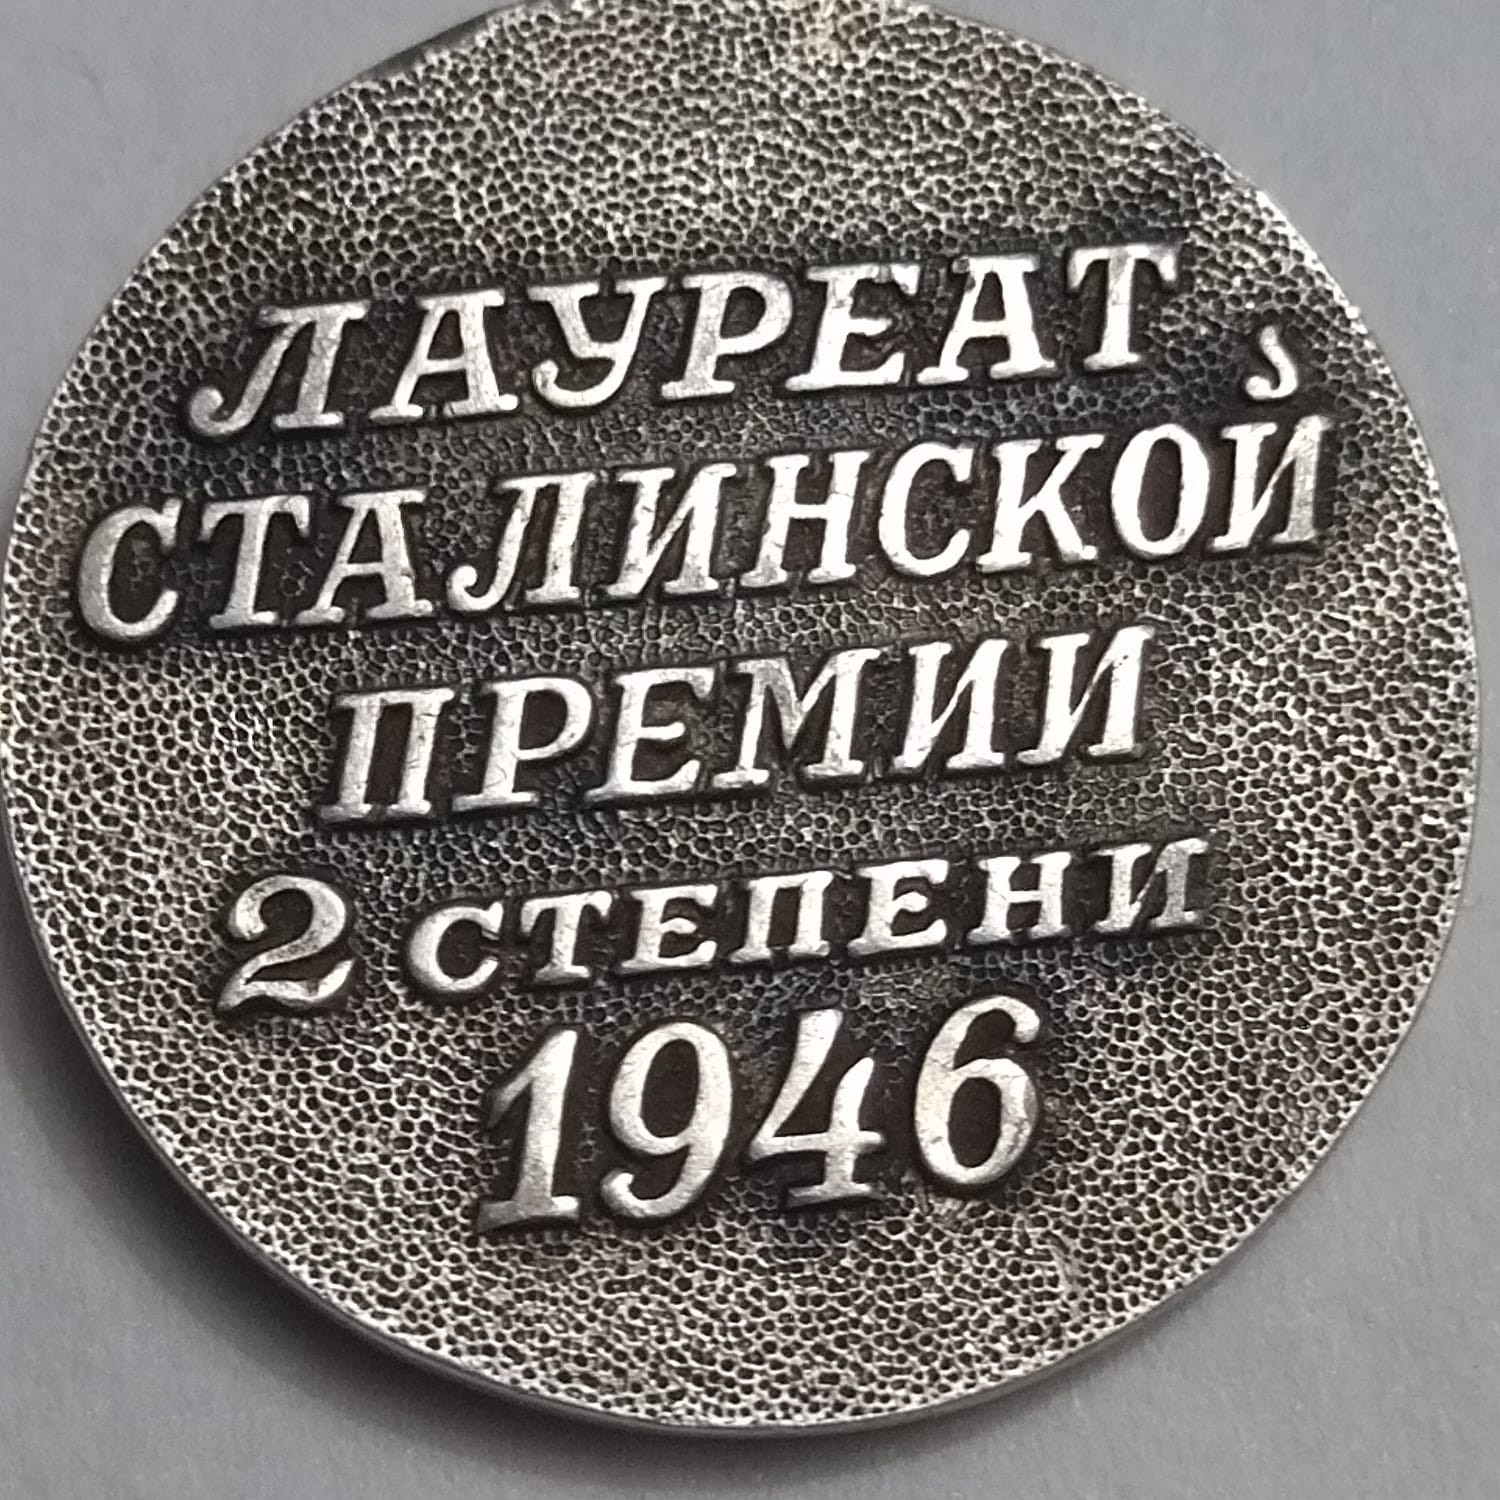 ЛАУРЕАТ
СТАЛИНСКОЙ
ПРЕМИИ
2 СТЕПЕНИ
1946